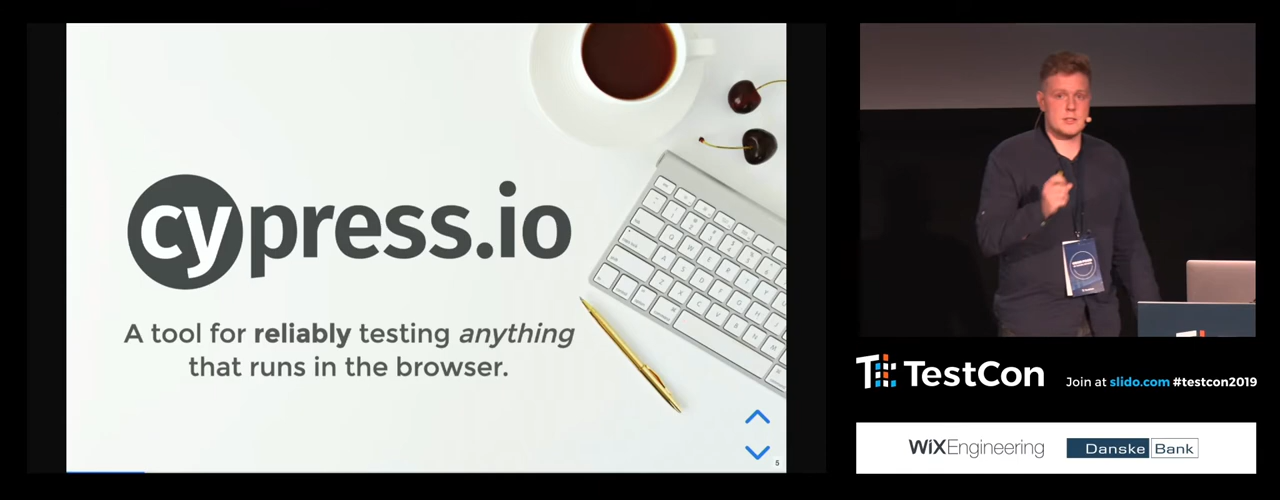 cypress.io
A tool for reliably testing anything
that runs in the browser.
5
TestCon
Join at slido.com #testcon2019
WiX Engineering
Danske Bank